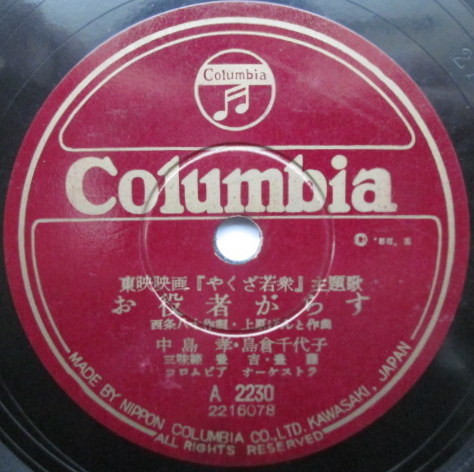 Columbia
Columbia
東映映画『やくざ若衆』主題歌
お役者がらす
西条八十作詞・上原げんと作曲
中島孝・島倉千代子
三味線 豊吉・豊藤
コロムビア オーケストラ
A 2230
2216078
MADE BY NIPPON COLUMBIA CO., LTD. KAWASAKI, JAPAN
ALL RIGHTS RESERVED